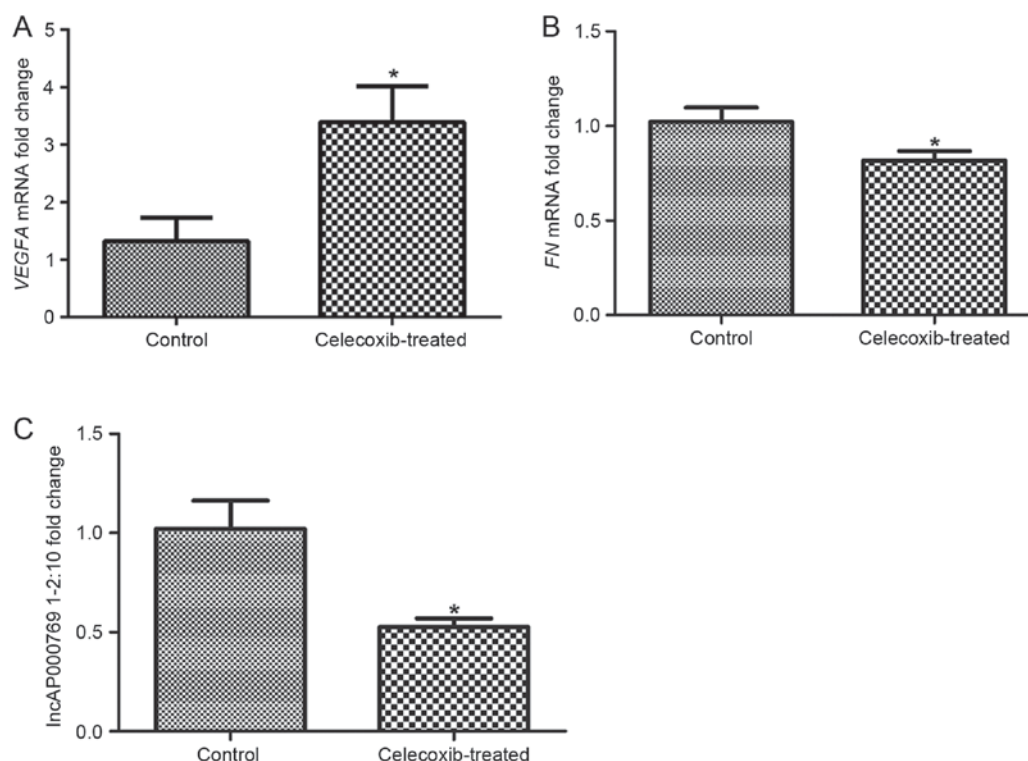 A
VEGFA mRNA fold change
5
4
3
2
1
0
*
Control
Celecoxib-treated
B
FN mRNA fold change
1.5
1.0
0.5
0.0
*
Control
Celecoxib-treated
C
lncAP000769 1-2:10 fold change
1.5
1.0
0.5
0.0
*
Control
Celecoxib-treated